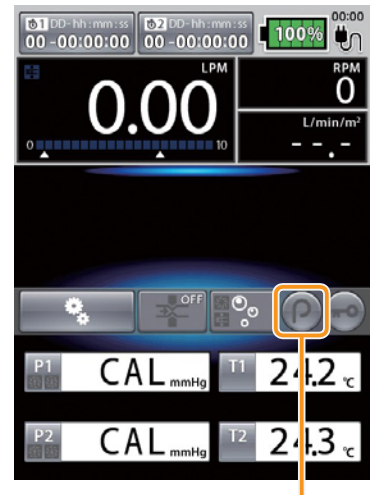 1 DD-hh:mm:ss 2 DD-hh:mm:ss 00:00
00 -00:00:00 00 -00:00:00 100%
LPM RPM
0.00 0
L/min/m²
0 10 - - -.-
OFF
P
P1 CAL mmHg T1 24.2 °C
P2 CAL mmHg T2 24.3 °C